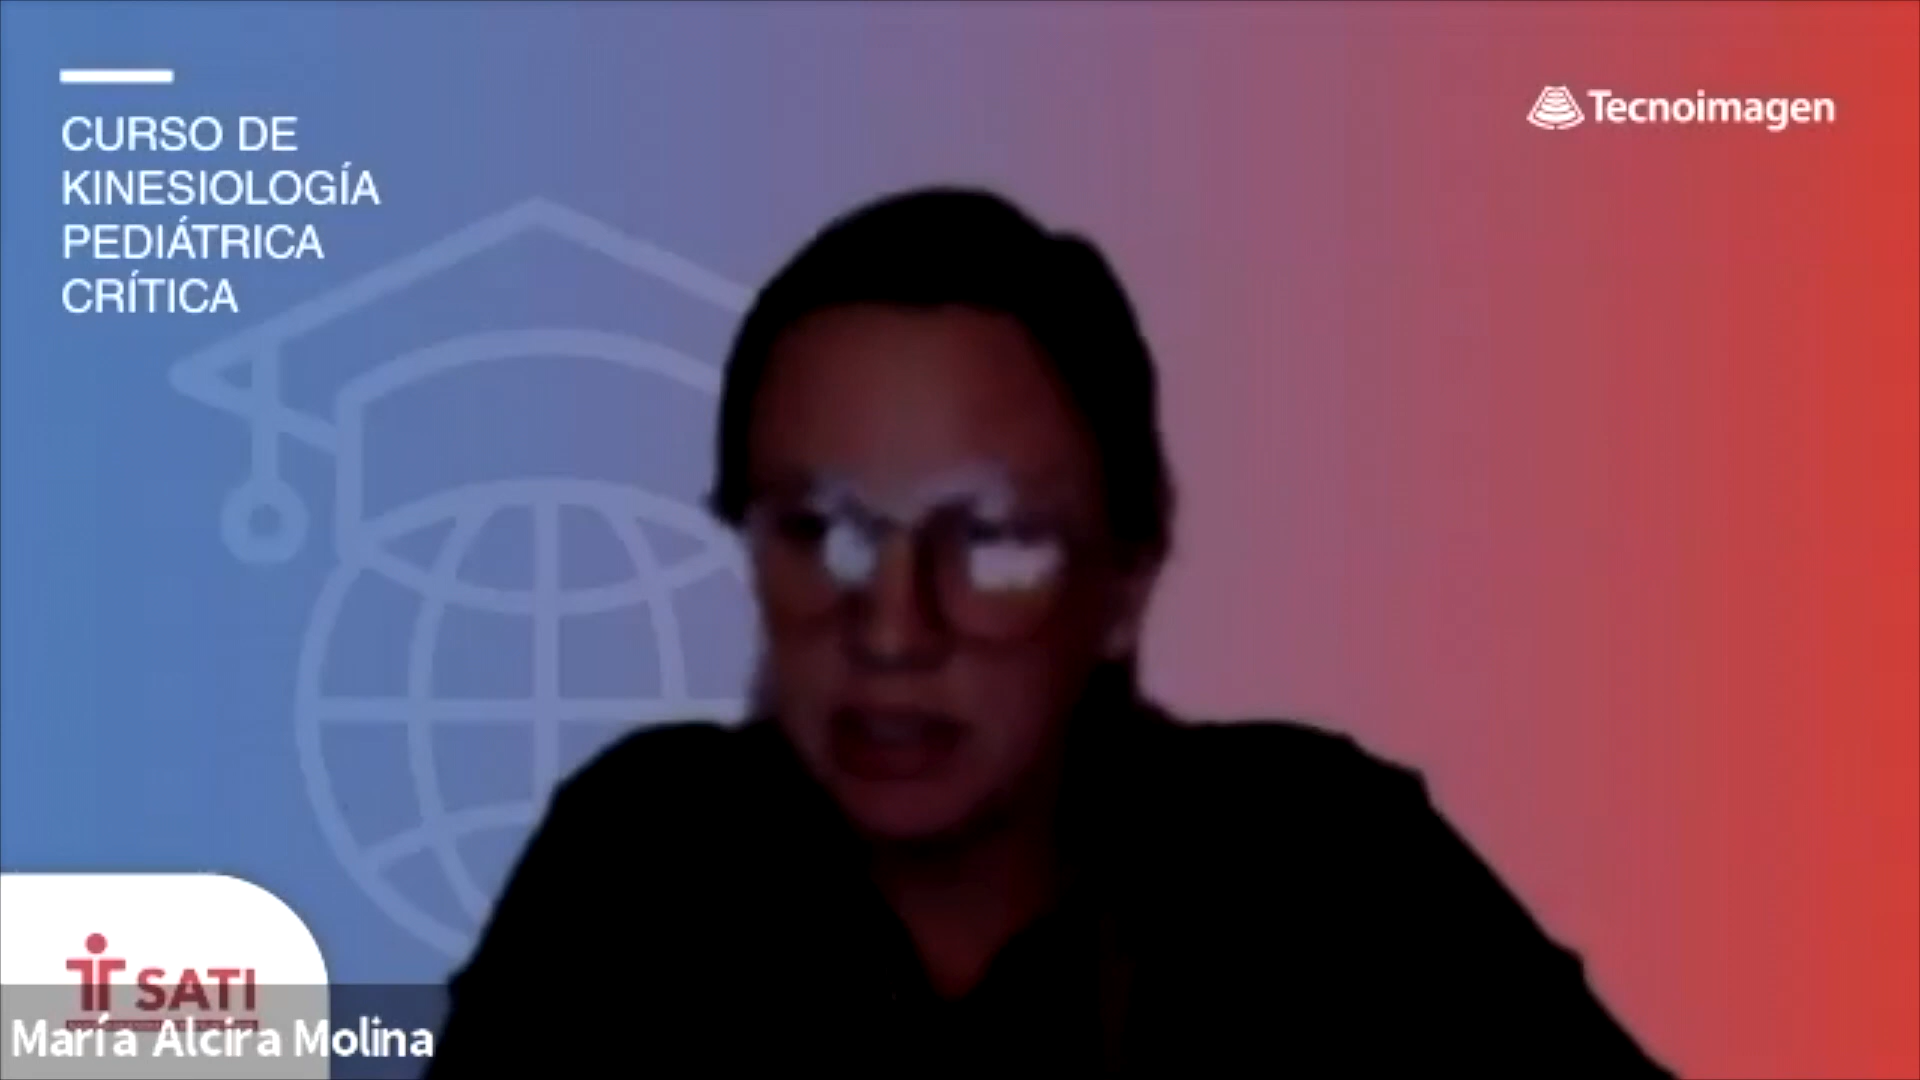 CURSO DE
KINESIOLOGÍA
PEDIÁTRICA
CRÍTICA
Tecnoimagen
SATI
María Alcira Molina